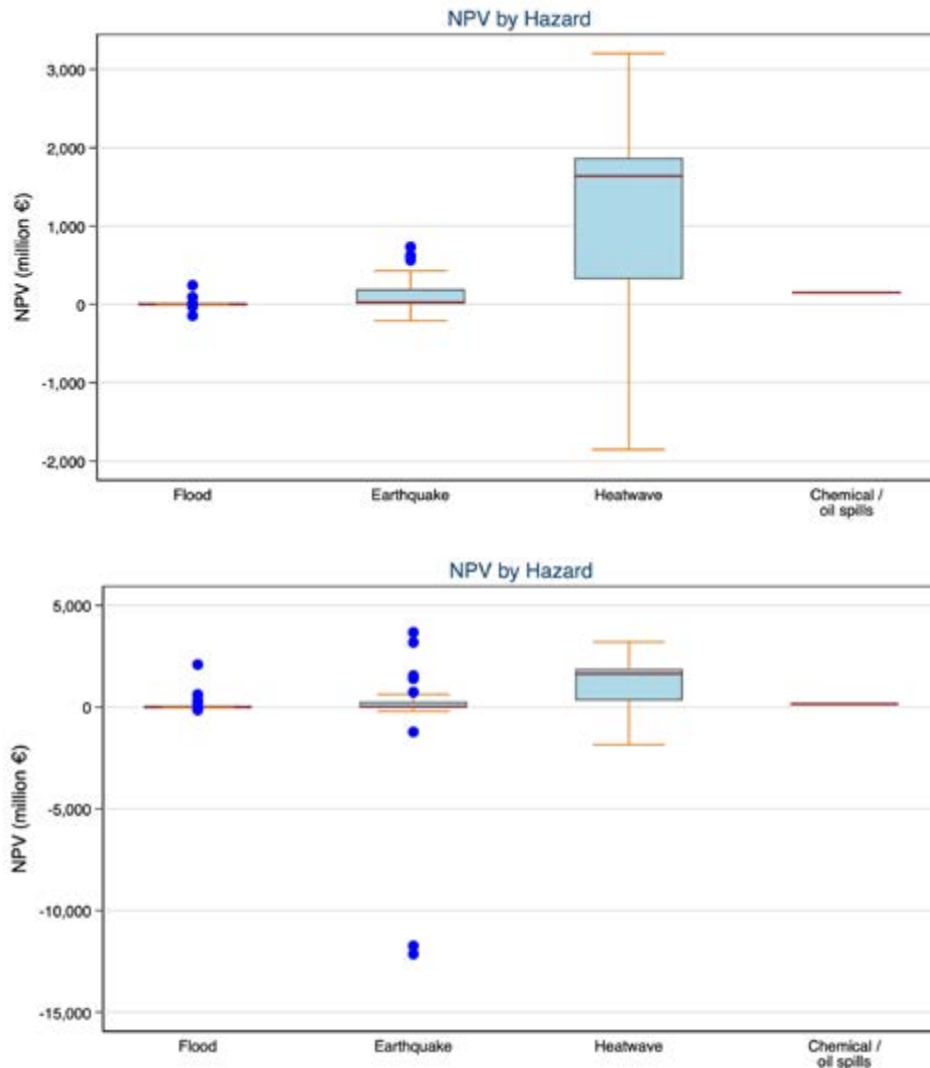 NPV by Hazard
NPV (million €)
3,000
2,000
1,000
0
-1,000
-2,000
Flood
Earthquake
Heatwave
Chemical /
oil spills
NPV by Hazard
NPV (million €)
5,000
0
-5,000
-10,000
-15,000
Flood
Earthquake
Heatwave
Chemical /
oil spills